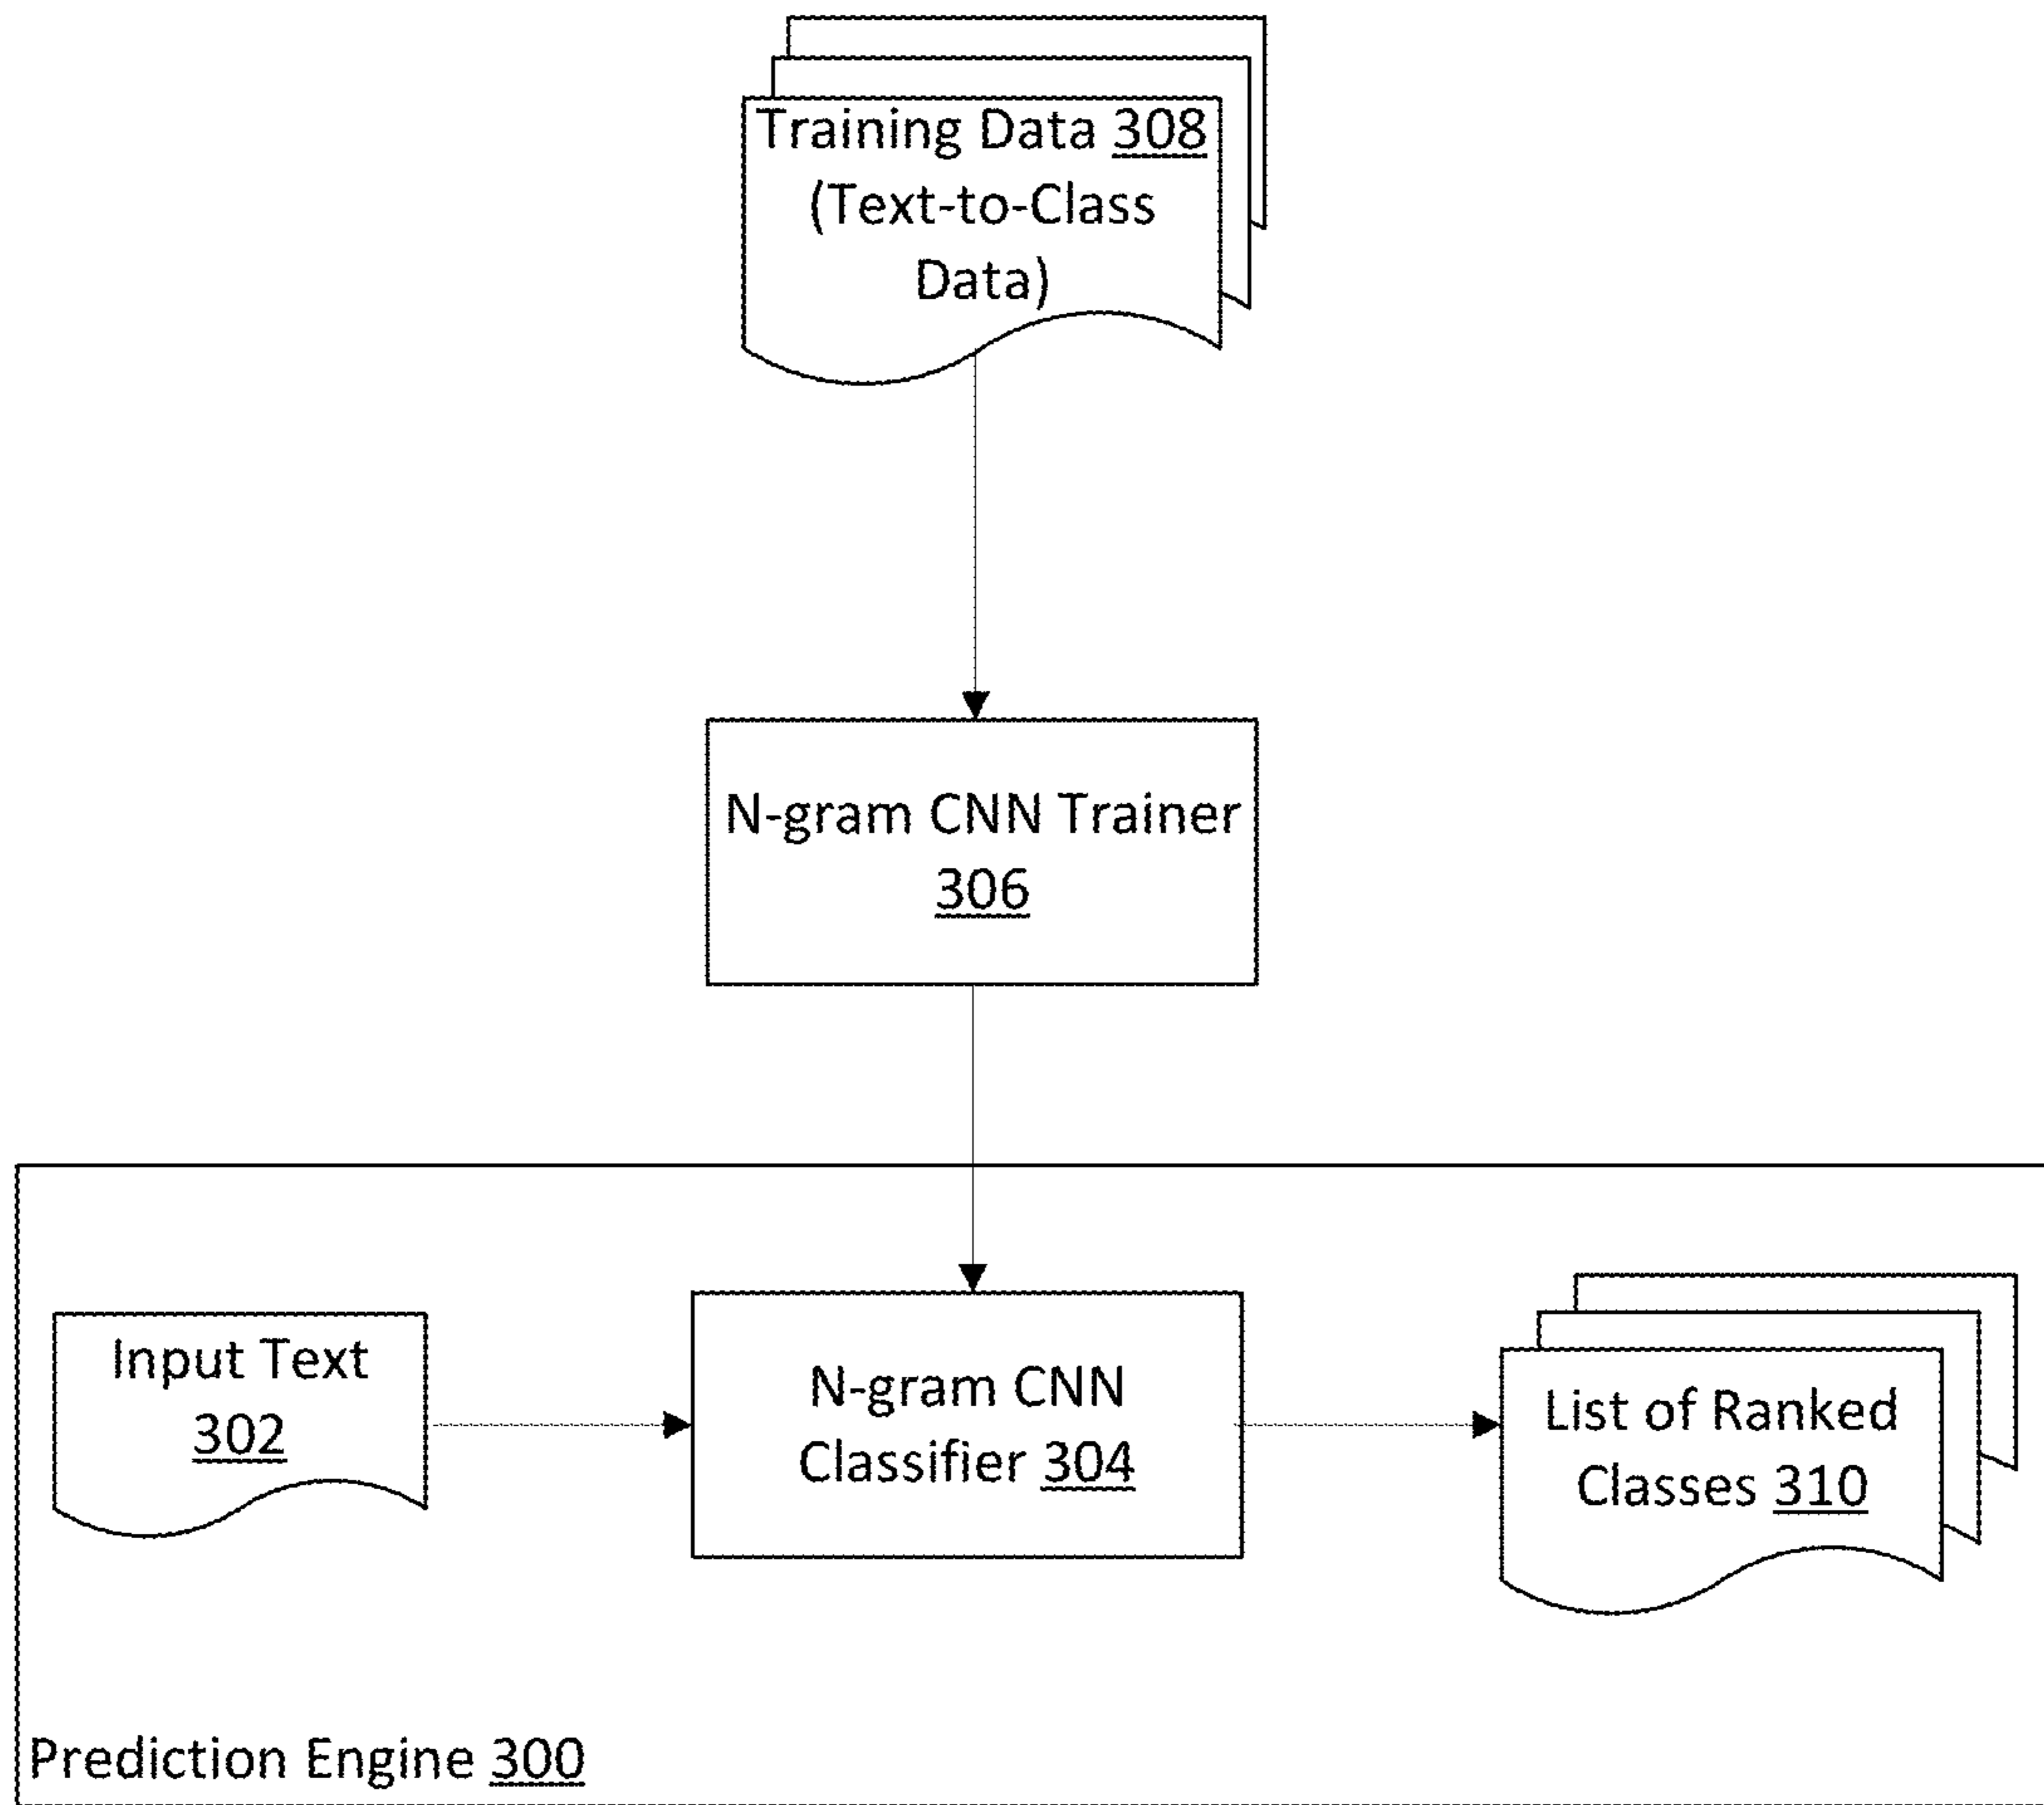 Training Data 308
(Text-to-Class
Data)
N-gram CNN Trainer
306
Input Text
302
N-gram CNN
Classifier 304
List of Ranked
Classes 310
Prediction Engine 300